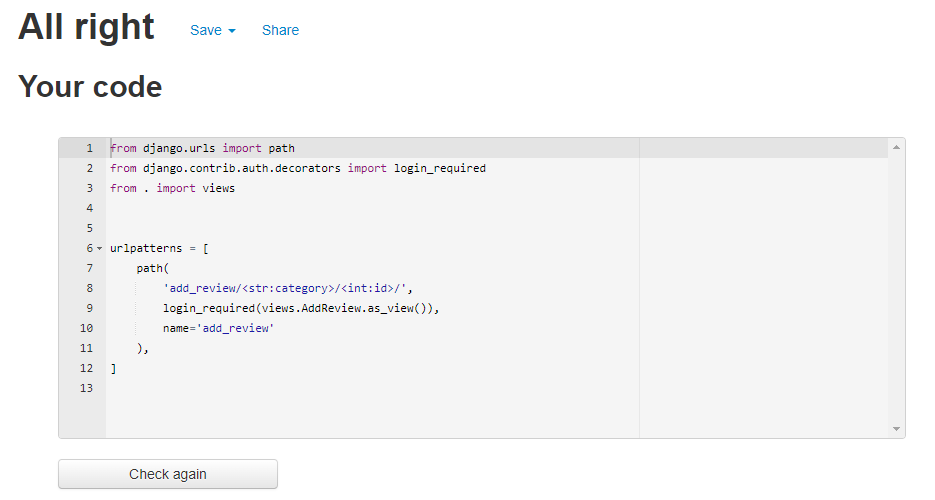 All right
Save
Share
Your code
1 from django.urls import path
2 from django.contrib.auth.decorators import login_required
3 from . import views
4
5
6 urlpatterns = [
7     path(
8         'add_review/<str:category>/<int:id>/',
9         login_required(views.AddReview.as_view()),
10         name='add_review'
11     ),
12 ]
13
Check again